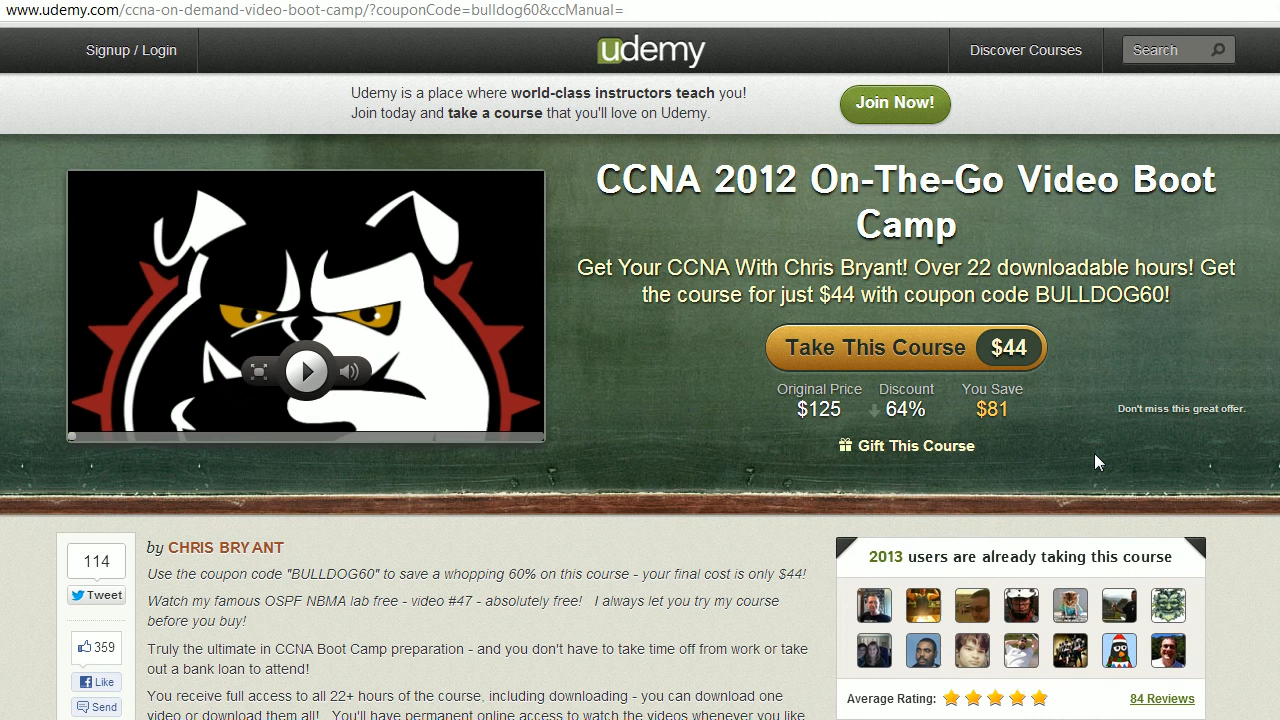 www.udemy.com/ccna-on-demand-video-boot-camp/?couponCode=bulldog60&ccManual=
Signup / Login
udemy
Discover Courses
Search
Udemy is a place where world-class instructors teach you!
Join today and take a course that you'll love on Udemy.
Join Now!
CCNA 2012 On-The-Go Video Boot
Camp
Get Your CCNA With Chris Bryant! Over 22 downloadable hours! Get
the course for just $44 with coupon code BULLDOG60!
Take This Course $44
Original Price Discount You Save
$125 64% $81
Don't miss this great offer.
Gift This Course
114
Tweet
359
Like
Send
by CHRIS BRYANT
Use the coupon code "BULLDOG60" to save a whopping 60% on this course - your final cost is only $44!
Watch my famous OSPF NBMA lab free - video #47 - absolutely free! I always let you try my course
before you buy!
Truly the ultimate in CCNA Boot Camp preparation - and you don't have to take time off from work or take
out a bank loan to attend!
You receive full access to all 22+ hours of the course, including downloading - you can download one
video or download them all! You'll have permanent online access to watch the videos whenever you like
2013 users are already taking this course
Average Rating:
84 Reviews